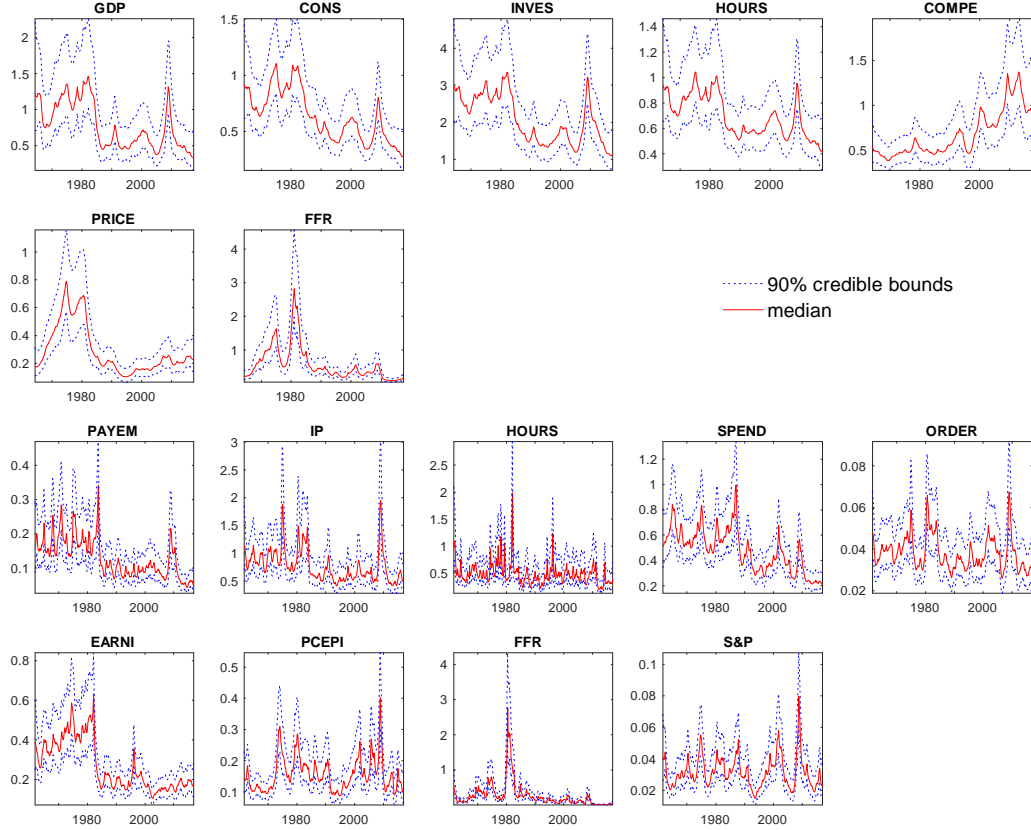 GDP CONS INVES HOURS COMPE
2 1.5 1 0.5 1980 2000
1.5 1 0.5 1980 2000
4 3 2 1 1980 2000
1.4 1.2 1 0.8 0.6 0.4 1980 2000
2 1.5 1 0.5 1980 2000
PRICE FFR
1 0.8 0.6 0.4 0.2 1980 2000
4 3 2 1 1980 2000
90% credible bounds
median
PAYEM IP HOURS SPEND ORDER
0.4 0.3 0.2 0.1 1980 2000
3 2.5 2 1.5 1 0.5 1980 2000
2.5 2 1.5 1 0.5 1980 2000
1.2 1 0.8 0.6 0.4 0.2 1980 2000
0.08 0.06 0.04 0.02 1980 2000
EARNI PCEPI FFR S&P
0.8 0.6 0.4 0.2 1980 2000
0.5 0.4 0.3 0.2 0.1 1980 2000
4 3 2 1 1980 2000
0.1 0.08 0.06 0.04 0.02 1980 2000